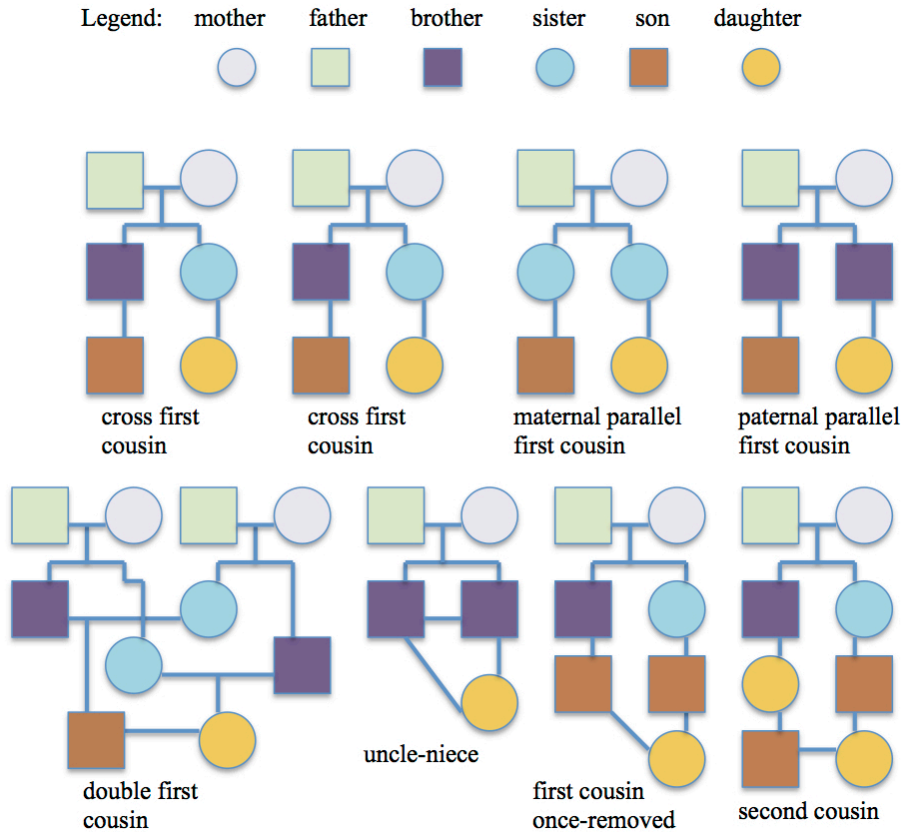 Legend: mother father brother sister son daughter
cross first
cousin
cross first
cousin
maternal parallel
first cousin
paternal parallel
first cousin
double first
cousin
uncle-niece
first cousin
once-removed
second cousin